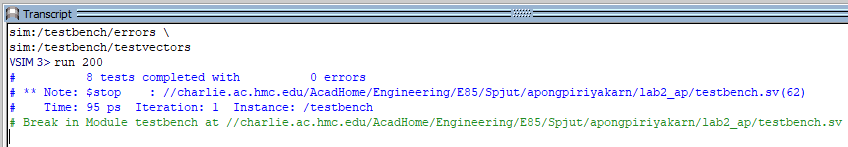 Transcript
sim:/testbench/errors \
sim:/testbench/testvectors
VSIM 3> run 200
#          8 tests completed with          0 errors
# ** Note: $stop    : //charlie.ac.hmc.edu/AcadHome/Engineering/E85/Spjut/apongpiriyakarn/lab2_ap/testbench.sv(62)
#    Time: 95 ps  Iteration: 1  Instance: /testbench
# Break in Module testbench at //charlie.ac.hmc.edu/AcadHome/Engineering/E85/Spjut/apongpiriyakarn/lab2_ap/testbench.sv